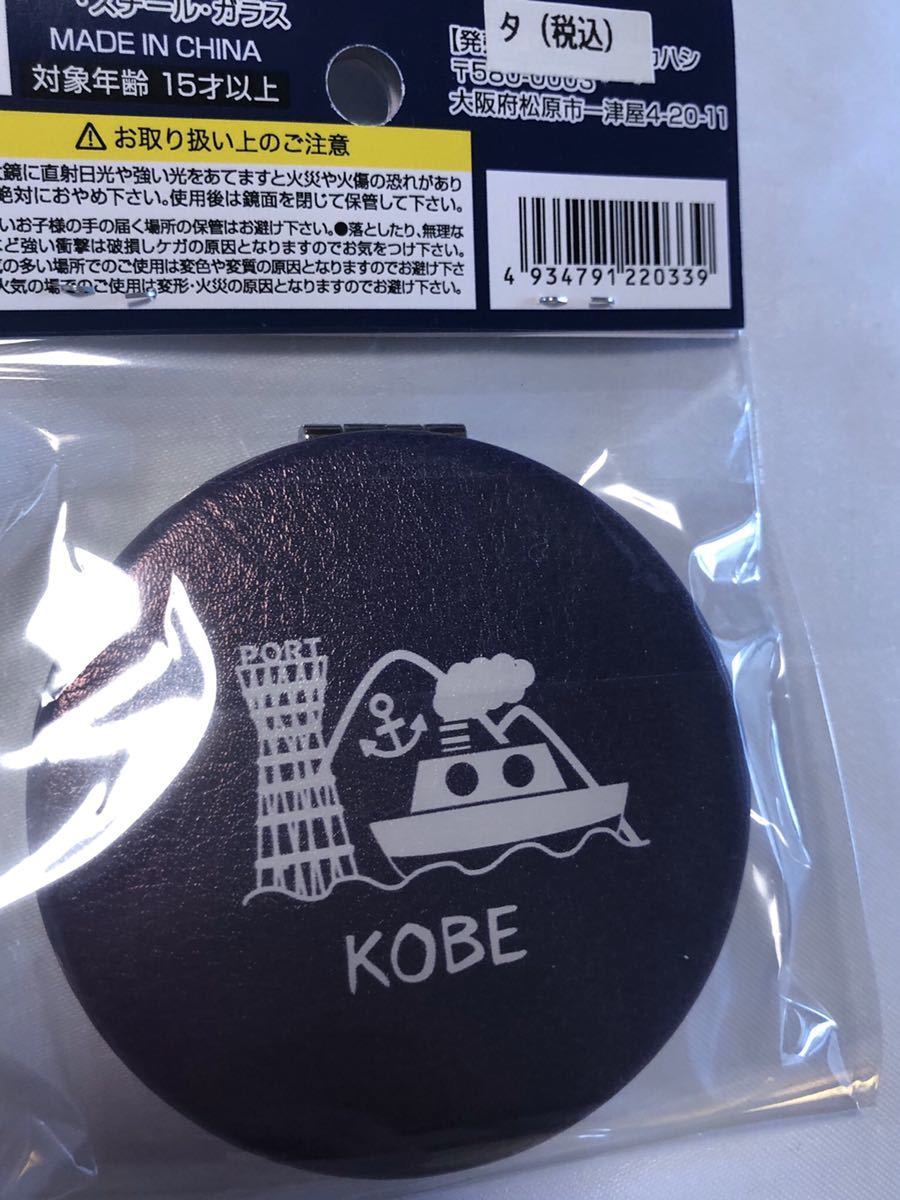 ・スチール・ガラス
MADE IN CHINA
対象年齢 15才以上
タ（税込）
【発
カハシ
〒580-0003
大阪府松原市一津屋4-20-11
⚠お取り扱い上のご注意
鏡に直射日光や強い光をあてますと火災や火傷の恐れがあり
絶対におやめ下さい。使用後は鏡面を閉じて保管して下さい。
いお子様の手の届く場所の保管はお避け下さい。●落としたり、無理な
ど強い衝撃は破損しケガの原因となりますのでお気をつけ下さい。
の多い場所でのご使用は変色や変質の原因となりますのでお避け下さ
火気の場でのご使用は変形・火災の原因となりますのでお避け下さい。
4 934791 220339
PORT
KOBE